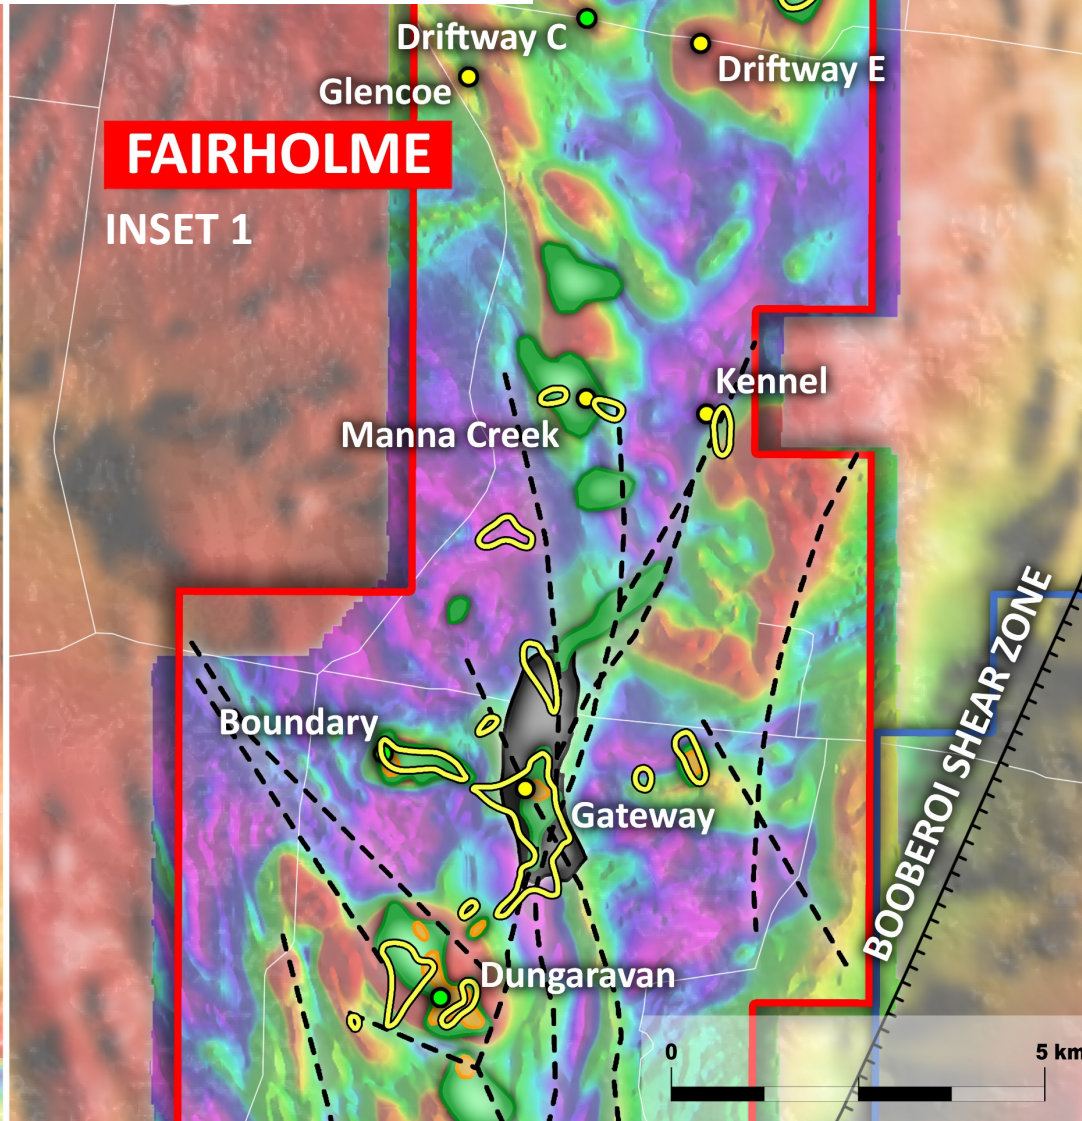 Driftway C
Driftway E
Glencoe
FAIRHOLME
INSET 1
Kennel
Manna Creek
Boundary
Gateway
BOOBEROI SHEAR ZONE
Dungaravan
0
5 km